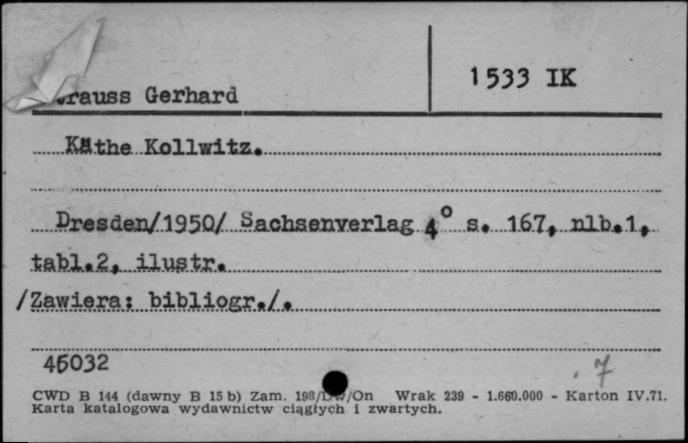 1533 IK
rauss Gerhard
Käthe Kollwitz.
Dresden/1950/ Sachsenverlag 4° s. 167, nlb.1,
tabl.2, ilustr.
/Zawiera: bibliogr./.
46032
7
CWD B 144 (dawny B 15 b) Zam. 198/Dw/On Wrak 239 - 1.660.000 - Karton IV.71.
Karta katalogowa wydawnictw ciągłych i zwartych.